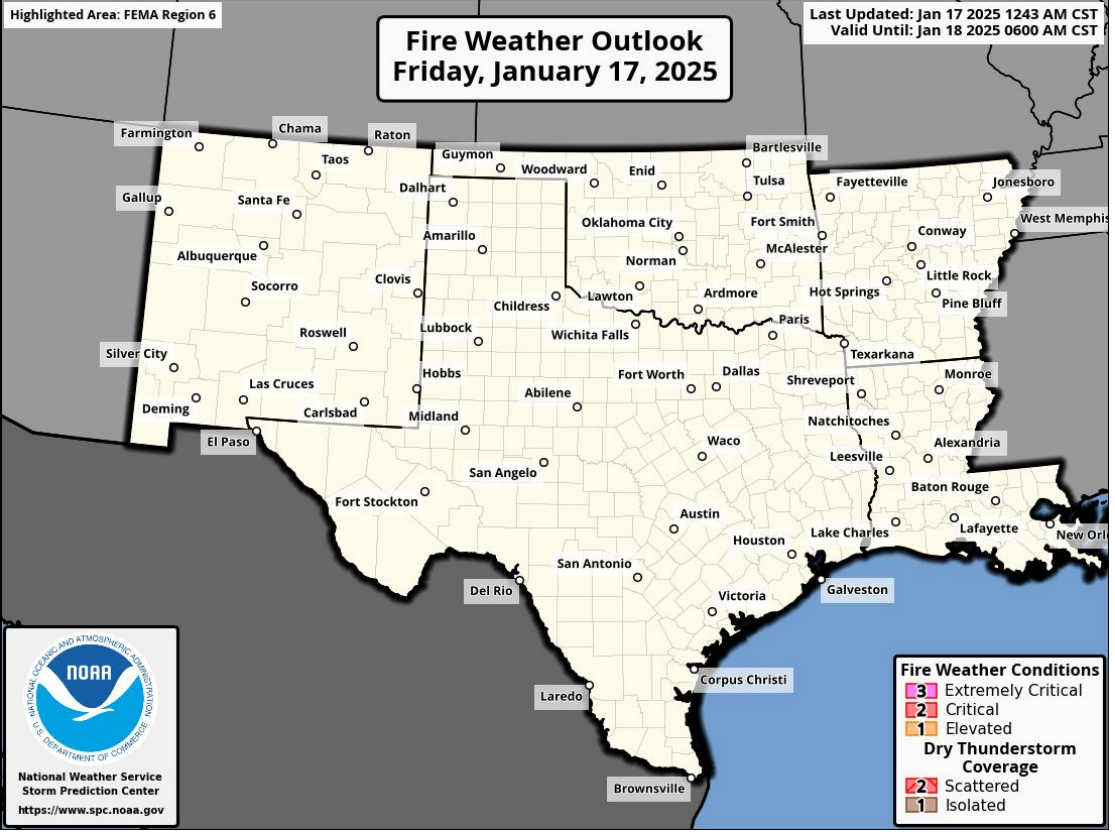 Highlighted Area: FEMA Region 6
Fire Weather Outlook
Friday, January 17, 2025
Last Updated: Jan 17 2025 1243 AM CST
Valid Until: Jan 18 2025 0600 AM CST
Farmington
Chama
Raton
Taos
Guymon
Woodward
Enid
Bartlesville
Tulsa
Fayetteville
Jonesboro
Gallup
Santa Fe
Dalhart
Oklahoma City
Fort Smith
West Memphis
Conway
Albuquerque
Amarillo
Norman
McAlester
Little Rock
Socorro
Clovis
Childress
Lawton
Ardmore
Hot Springs
Pine Bluff
Roswell
Lubbock
Wichita Falls
Paris
Texarkana
Silver City
Las Cruces
Hobbs
Fort Worth
Dallas
Shreveport
Monroe
Deming
Carlsbad
Midland
Abilene
Natchitoches
El Paso
San Angelo
Waco
Leesville
Alexandria
Fort Stockton
Austin
Baton Rouge
Houston
Lake Charles
Lafayette
New Orl
San Antonio
Del Rio
Victoria
Galveston
Laredo
Corpus Christi
Brownsville
NATIONAL OCEANIC AND ATMOSPHERIC ADMINISTRATION
NOAA
U.S. DEPARTMENT OF COMMERCE
National Weather Service
Storm Prediction Center
https://www.spc.noaa.gov
Fire Weather Conditions
3 Extremely Critical
2 Critical
1 Elevated
Dry Thunderstorm
Coverage
2 Scattered
1 Isolated